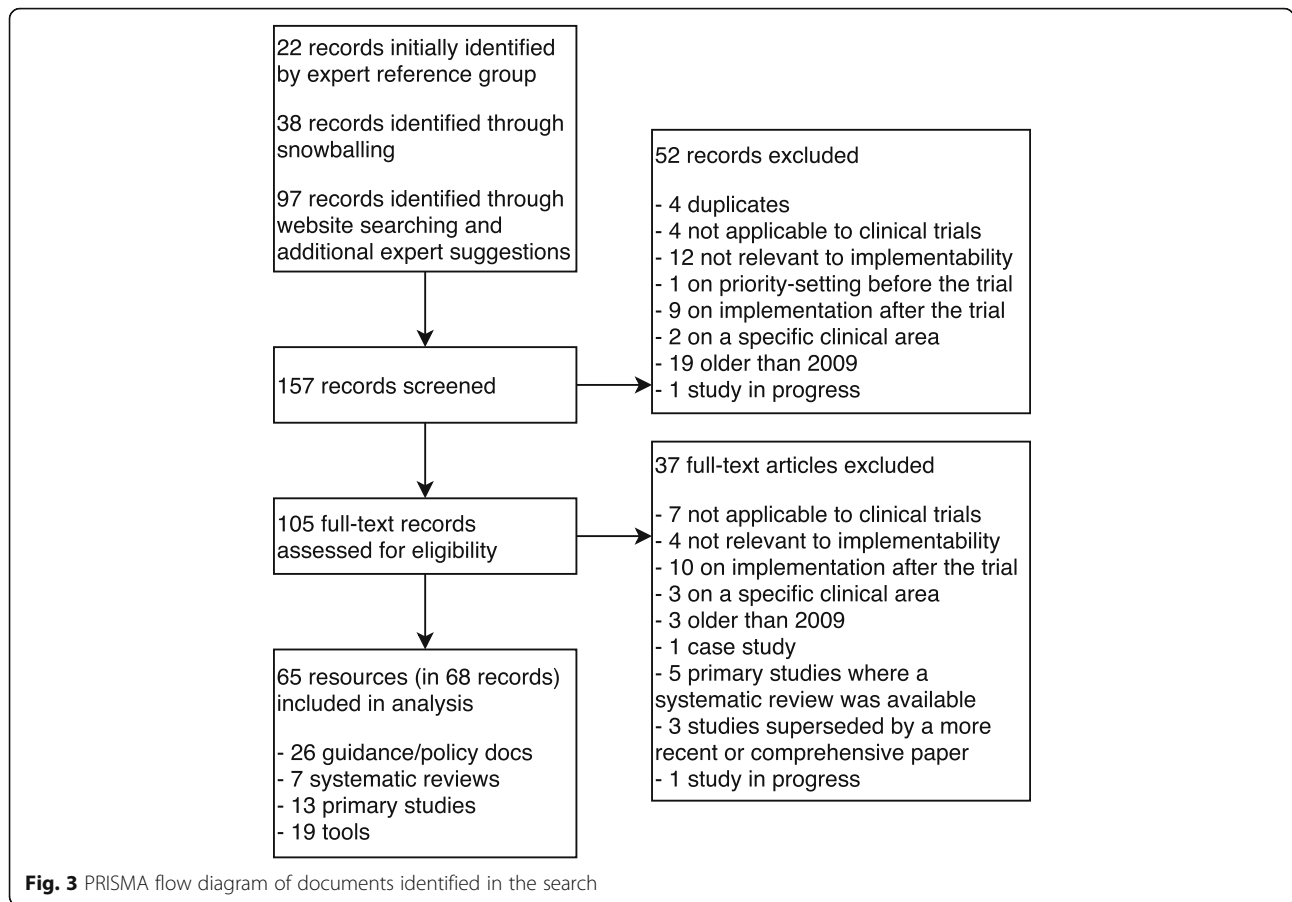 22 records initially identified
by expert reference group
38 records identified through
snowballing
97 records identified through
website searching and
additional expert suggestions
52 records excluded
- 4 duplicates
- 4 not applicable to clinical trials
- 12 not relevant to implementability
- 1 on priority-setting before the trial
- 9 on implementation after the trial
- 2 on a specific clinical area
- 19 older than 2009
- 1 study in progress
157 records screened
37 full-text articles excluded
- 7 not applicable to clinical trials
- 4 not relevant to implementability
- 10 on implementation after the trial
- 3 on a specific clinical area
- 3 older than 2009
- 1 case study
- 5 primary studies where a
systematic review was available
- 3 studies superseded by a more
recent or comprehensive paper
- 1 study in progress
105 full-text records
assessed for eligibility
65 resources (in 68 records)
included in analysis
- 26 guidance/policy docs
- 7 systematic reviews
- 13 primary studies
- 19 tools
Fig. 3 PRISMA flow diagram of documents identified in the search